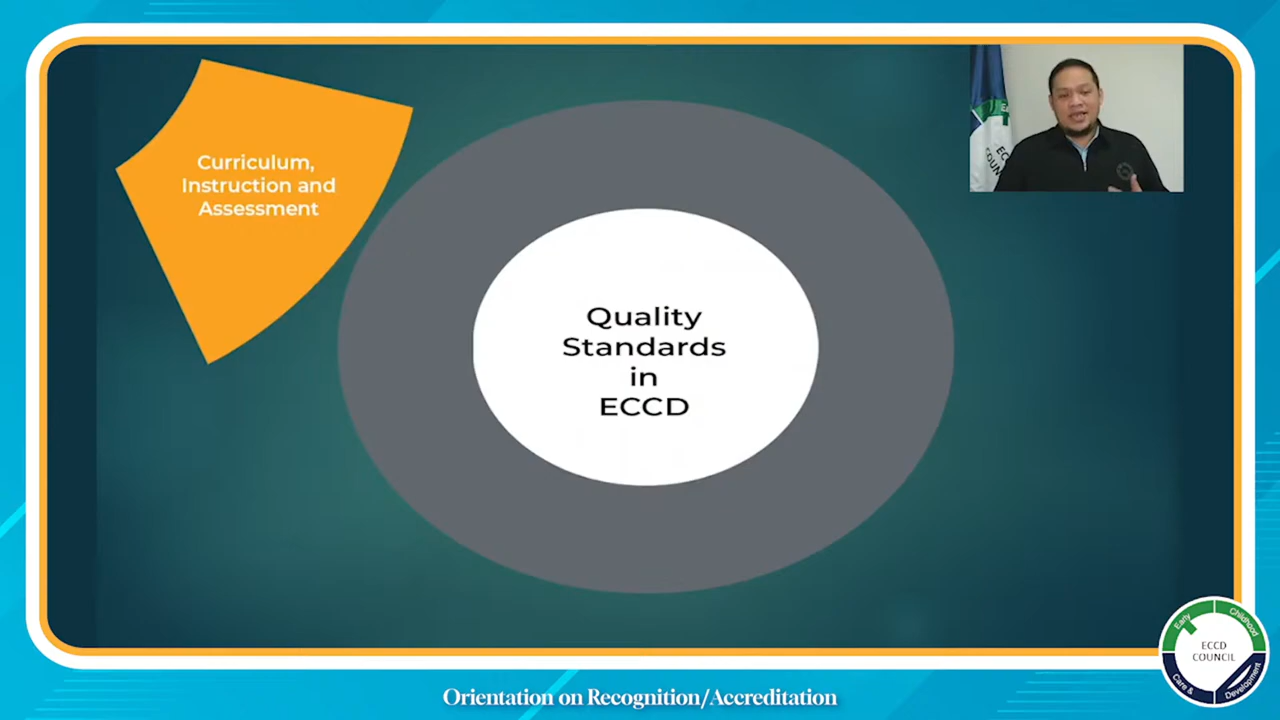 Curriculum,
Instruction and
Assessment
Quality
Standards
in
ECCD
Early
Childhood
ECCD
COUNCIL
Care &
Development
Orientation on Recognition/Accreditation